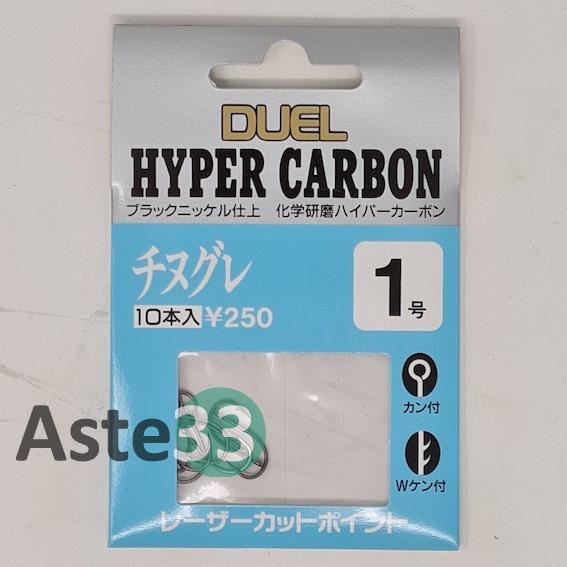 DUEL
HYPER CARBON
ブラックニッケル仕上 化学研磨ハイパーカーボン
チヌグレ
1号
10本入 ¥250
カン付
Aste33
Wケン付
レーザーカットポイント